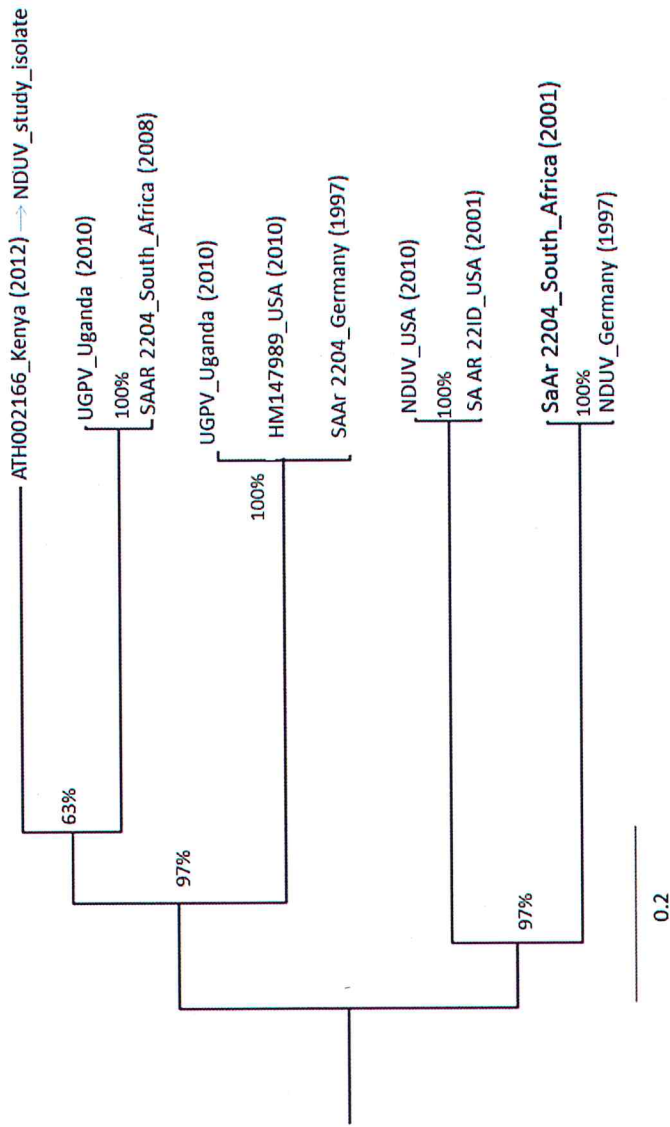 ATH002166_Kenya (2012) → NDUV_study_isolate
UGPV_Uganda (2010)
100%
SAAR 2204_South_Africa (2008)
63%
UGPV_Uganda (2010)
HM147989_USA (2010)
100%
SAAr 2204_Germany (1997)
97%
NDUV_USA (2010)
100%
SA AR 22ID_USA (2001)
97%
SaAr 2204_South_Africa (2001)
100%
NDUV_Germany (1997)
0.2